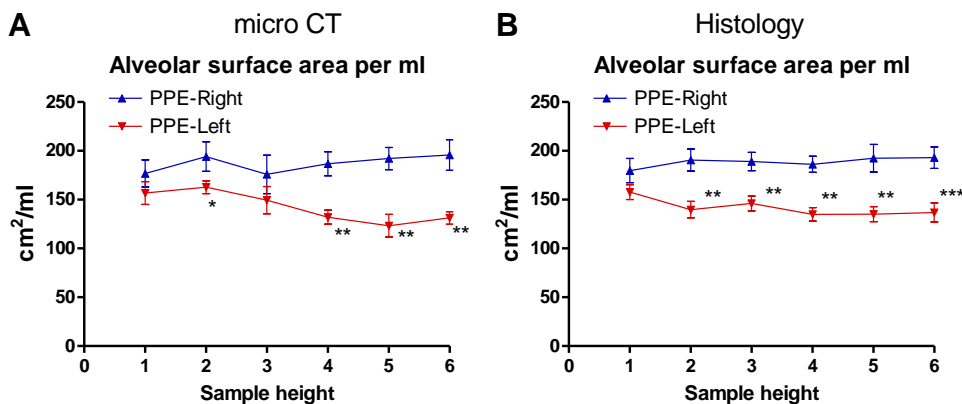 A
micro CT
Alveolar surface area per ml
PPE-Right
PPE-Left
250
200
150
100
50
0
cm²/ml
*
**
**
**
0
1
2
3
4
5
6
Sample height
B
Histology
Alveolar surface area per ml
PPE-Right
PPE-Left
250
200
150
100
50
0
cm²/ml
**
**
**
**
***
0
1
2
3
4
5
6
Sample height